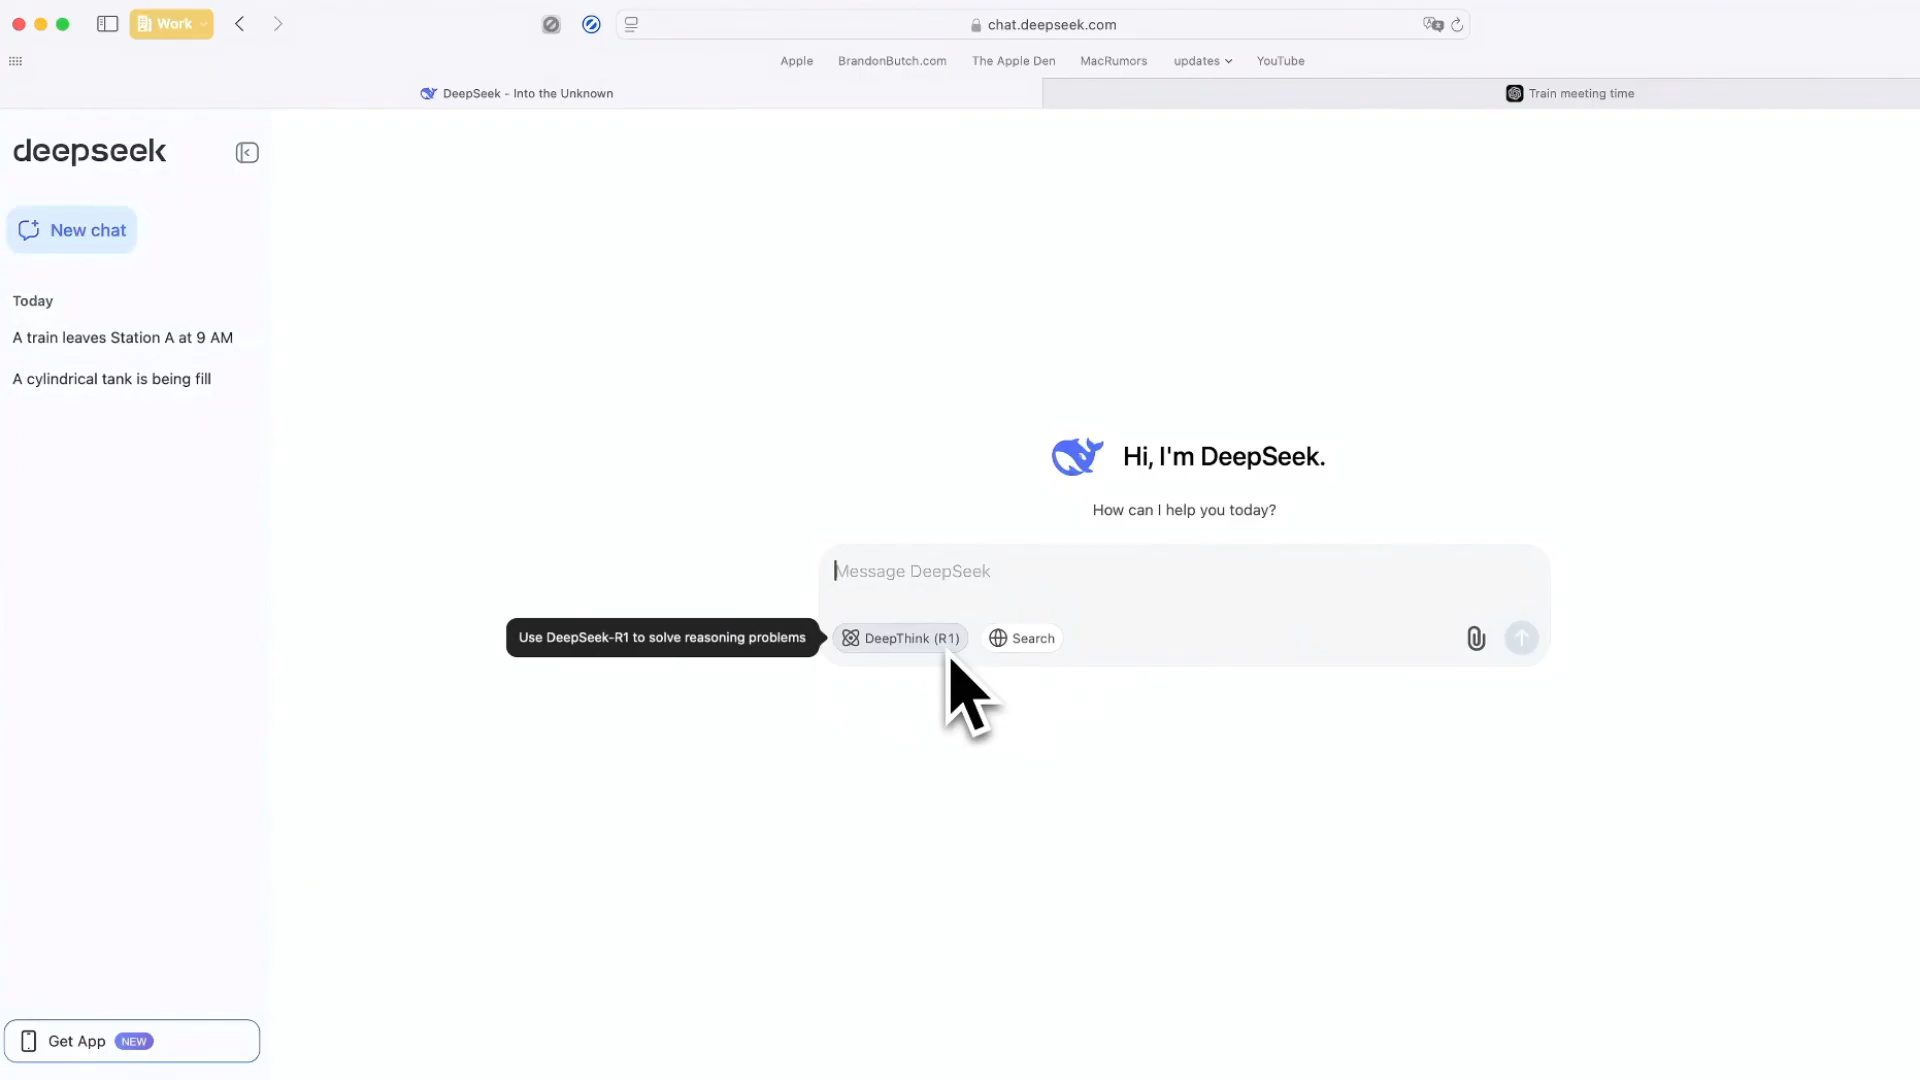 Work
chat.deepseek.com
Apple
BrandonButch.com
The Apple Den
MacRumors
updates
YouTube
DeepSeek - Into the Unknown
Train meeting time
deepseek
New chat
Today
A train leaves Station A at 9 AM
A cylindrical tank is being fill
Hi, I'm DeepSeek.
How can I help you today?
Message DeepSeek
Use DeepSeek-R1 to solve reasoning problems
DeepThink (R1)
Search
Get App
NEW